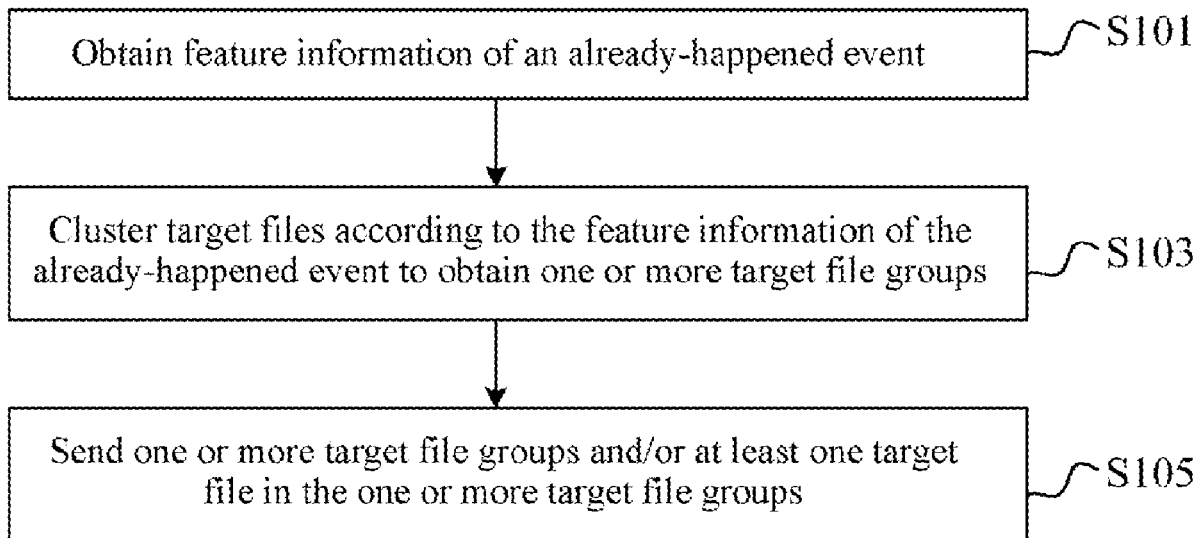 Obtain feature information of an already-happened event
S101
Cluster target files according to the feature information of the
already-happened event to obtain one or more target file groups
S103
Send one or more target file groups and/or at least one target
file in the one or more target file groups
S105